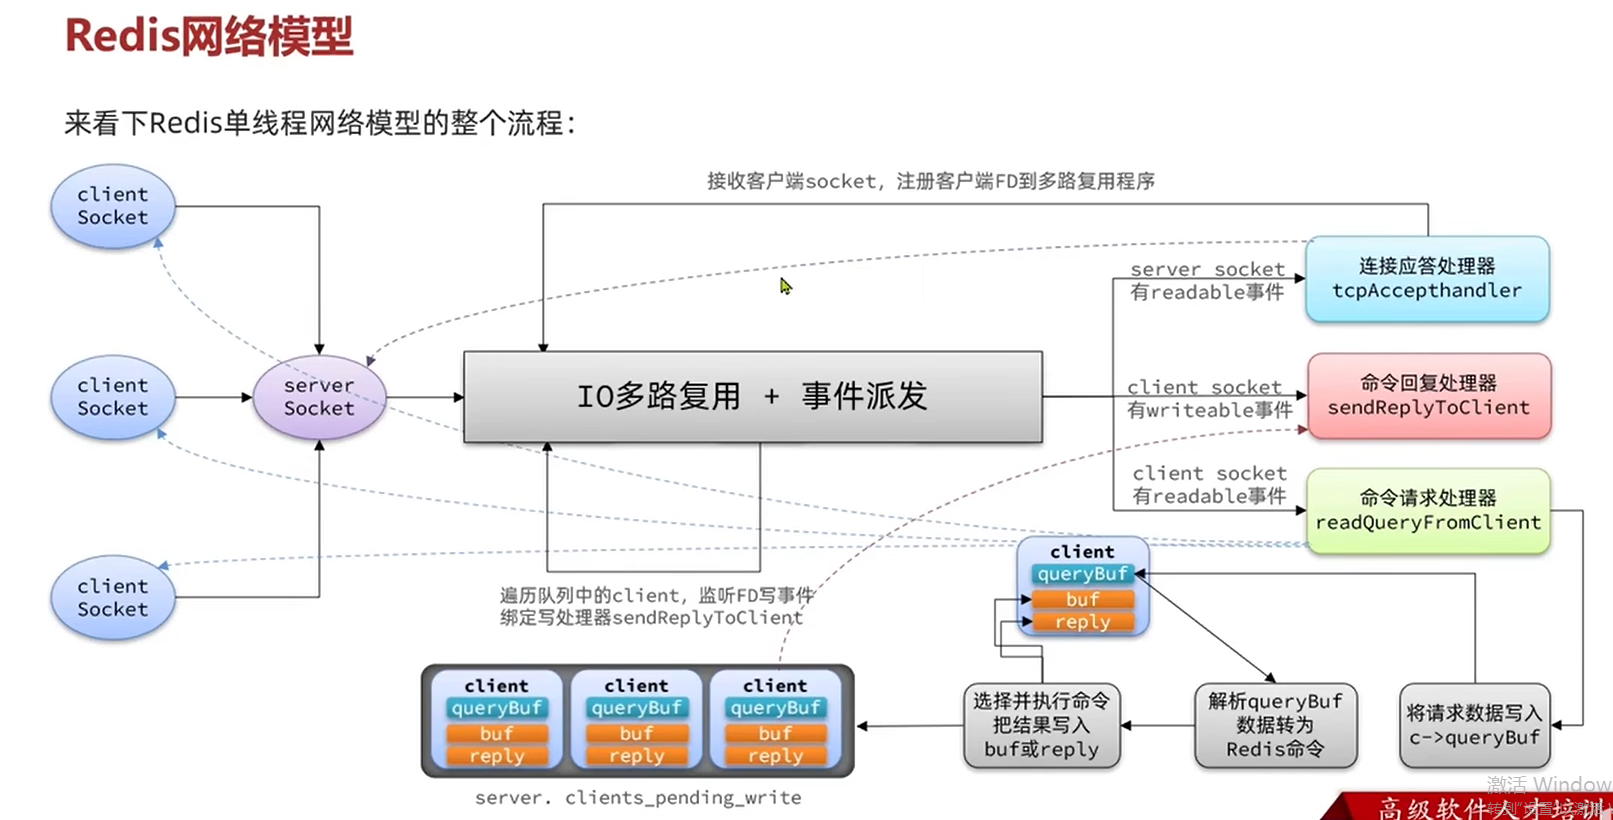 Redis网络模型
来看下Redis单线程网络模型的整个流程：
接收客户端socket，注册客户端FD到多路复用程序
client
Socket
client
Socket
client
Socket
server
Socket
IO多路复用 + 事件派发
server socket
有readable事件
client socket
有writeable事件
client socket
有readable事件
连接应答处理器
tcpAccepthandler
命令回复处理器
sendReplyToClient
命令请求处理器
readQueryFromClient
遍历队列中的client，监听FD写事件
绑定写处理器sendReplyToClient
client
queryBuf
buf
reply
client
queryBuf
buf
reply
client
queryBuf
buf
reply
client
queryBuf
buf
reply
选择并执行命令
把结果写入
buf或reply
解析queryBuf
数据转为
Redis命令
将请求数据写入
c->queryBuf
server. clients_pending_write
激活 Window
高级软件人才培训